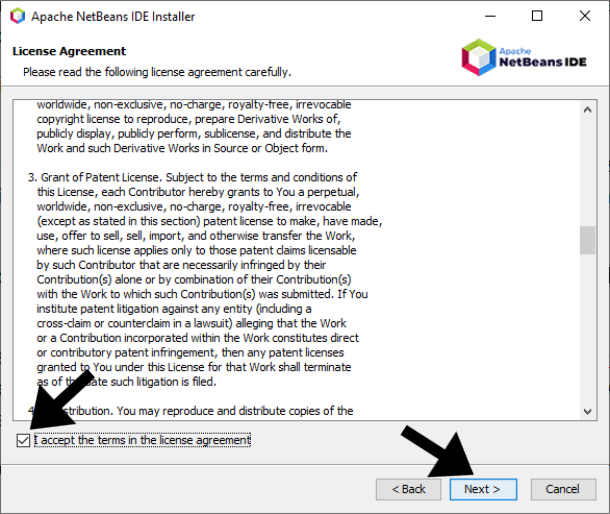 Apache NetBeans IDE Installer
License Agreement
Please read the following license agreement carefully.
Apache
NetBeans IDE
worldwide, non-exclusive, no-charge, royalty-free, irrevocable
copyright license to reproduce, prepare Derivative Works of,
publicly display, publicly perform, sublicense, and distribute the
Work and such Derivative Works in Source or Object form.
3. Grant of Patent License. Subject to the terms and conditions of
this License, each Contributor hereby grants to You a perpetual,
worldwide, non-exclusive, no-charge, royalty-free, irrevocable
(except as stated in this section) patent license to make, have made,
use, offer to sell, sell, import, and otherwise transfer the Work,
where such license applies only to those patent claims licensable
by such Contributor that are necessarily infringed by their
Contribution(s) alone or by combination of their Contribution(s)
with the Work to which such Contribution(s) was submitted. If You
institute patent litigation against any entity (including a
cross-claim or counterclaim in a lawsuit) alleging that the Work
or a Contribution incorporated within the Work constitutes direct
or contributory patent infringement, then any patent licenses
granted to You under this License for that Work shall terminate
as of the date such litigation is filed.
4. You may reproduce and distribute copies of the
I accept the terms in the license agreement
< Back
Next >
Cancel